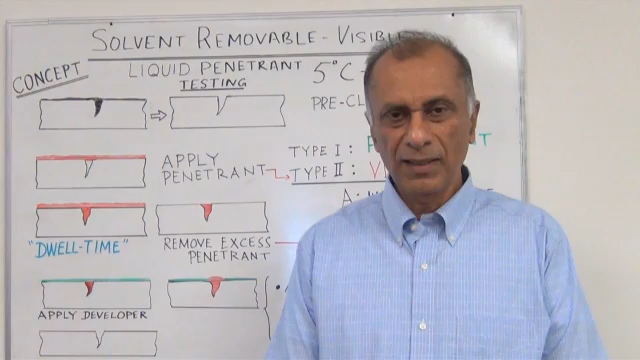 SOLVENT REMOVABLE-VISIBLE
CONCEPT
LIQUID PENETRANT
TESTING
5°C -
PRE-CL
TYPE I: F T
TYPE II: V
APPLY
PENETRANT
A:
"DWELL-TIME"
REMOVE EXCESS
PENETRANT
APPLY DEVELOPER